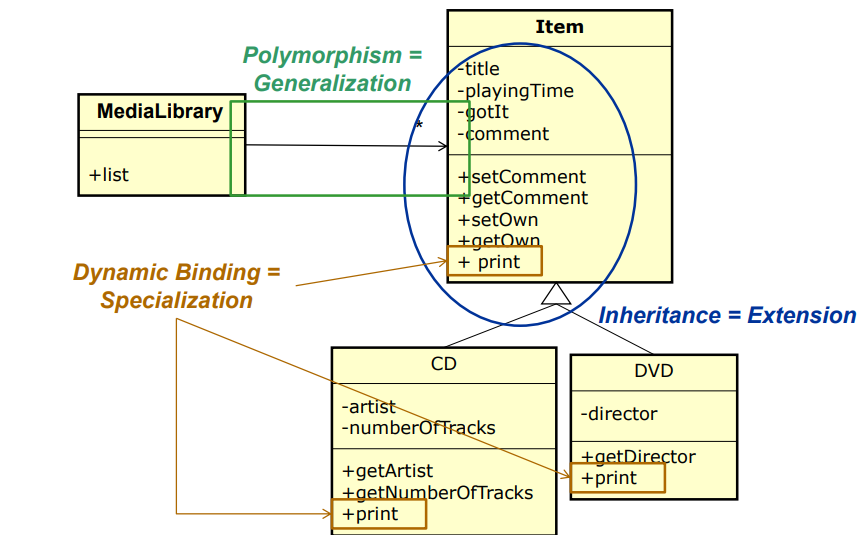 Item
-title
-playingTime
-gotIt
-comment
+setComment
+getComment
+setOwn
+getOwn
+ print
Polymorphism =
Generalization
MediaLibrary
+list
*
Dynamic Binding =
Specialization
Inheritance = Extension
CD
-artist
-numberOfTracks
+getArtist
+getNumberOfTracks
+print
DVD
-director
+getDirector
+print